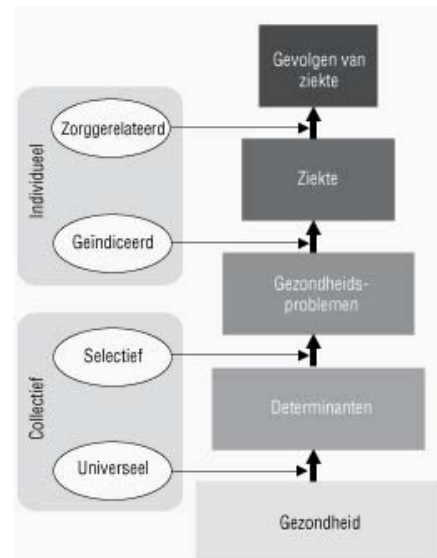 Gevolgen van
ziekte
Zorggerelateerd
Individueel
Ziekte
Geïndiceerd
Gezondheids-
problemen
Selectief
Collectief
Determinanten
Universeel
Gezondheid